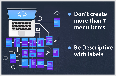 Don't create
more than 7
menu items
Be Descriptive
with labels